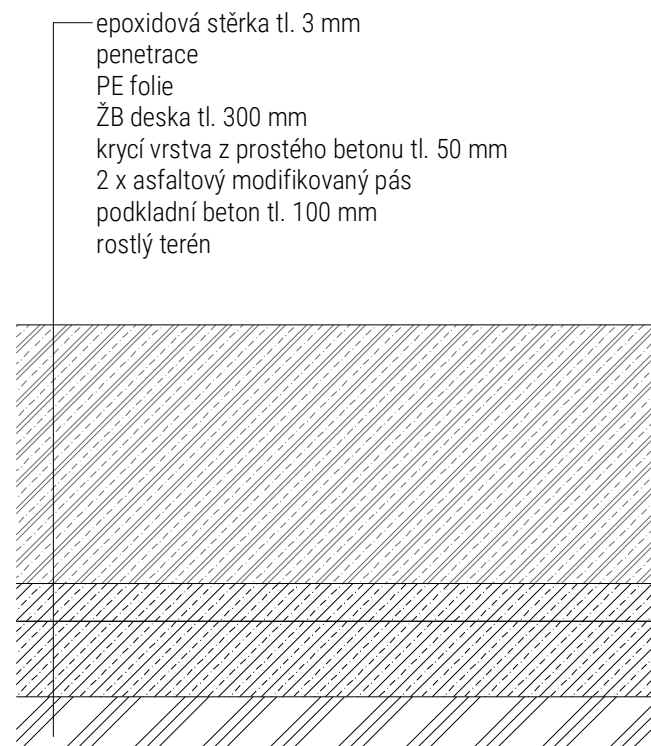 epoxidová stěrka tl. 3 mm
penetrace
PE folie
ŽB deska tl. 300 mm
krycí vrstva z prostého betonu tl. 50 mm
2 x asfaltový modifikovaný pás
podkladní beton tl. 100 mm
rostlý terén